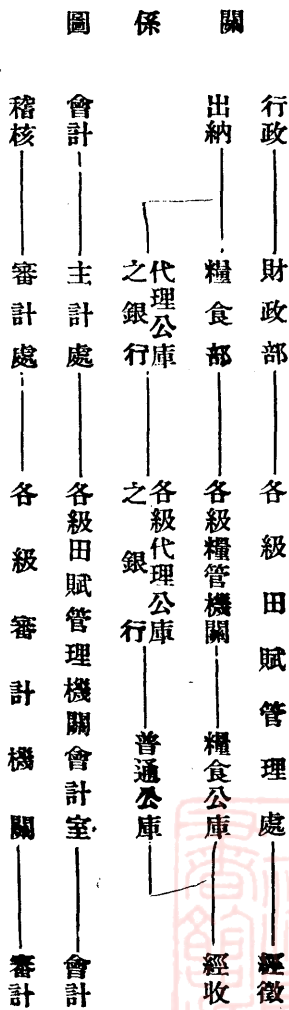 關係圖
行政 財政部 各級田賦管理處 經徵
出納 糧食部 各級糧管機關 糧食公庫 經收
代理公庫之銀行 各級代理公庫之銀行 普通公庫
會計 主計處 各級田賦管理機關會計室 會計
稽核 審計處 各級審計機關 審計